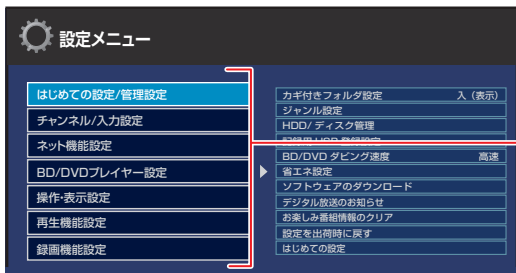 設定メニュー
はじめての設定/管理設定
チャンネル/入力設定
ネット機能設定
BD/DVDプレイヤー設定
操作・表示設定
再生機能設定
録画機能設定
カギ付きフォルダ設定 入（表示）
ジャンル設定
HDD/ ディスク管理
BD/DVD ダビング速度 高速
省エネ設定
ソフトウェアのダウンロード
デジタル放送のお知らせ
お楽しみ番組情報のクリア
設定を出荷時に戻す
はじめての設定